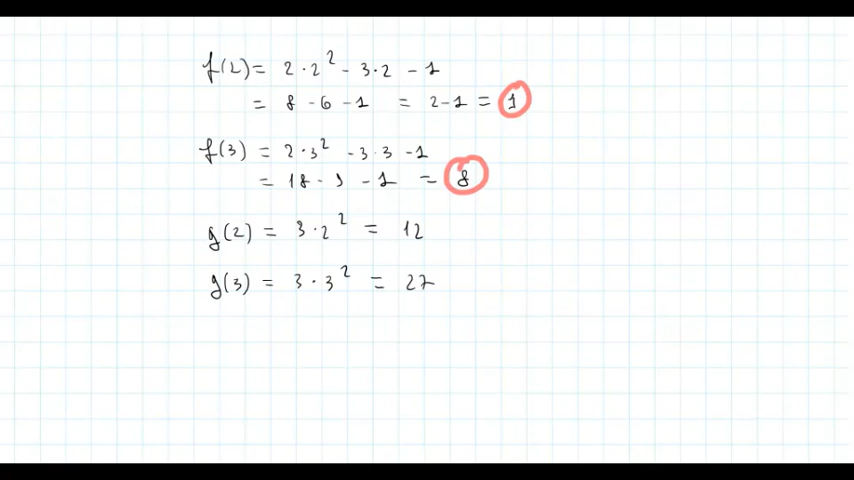 f(2) = 2·2² - 3·2 - 1
= 8 - 6 - 1 = 2-1 = 1
f(3) = 2·3² - 3·3 - 1
= 18 - 9 - 1 = 8
g(2) = 3·2² = 12
g(3) = 3·3² = 27